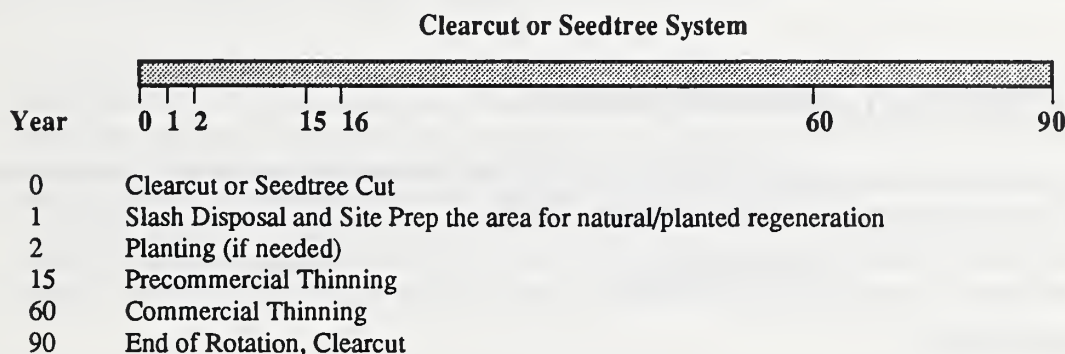 Clearcut or Seedtree System
Year 0 1 2 15 16 60 90
0 Clearcut or Seedtree Cut
1 Slash Disposal and Site Prep the area for natural/planted regeneration
2 Planting (if needed)
15 Precommercial Thinning
60 Commercial Thinning
90 End of Rotation, Clearcut